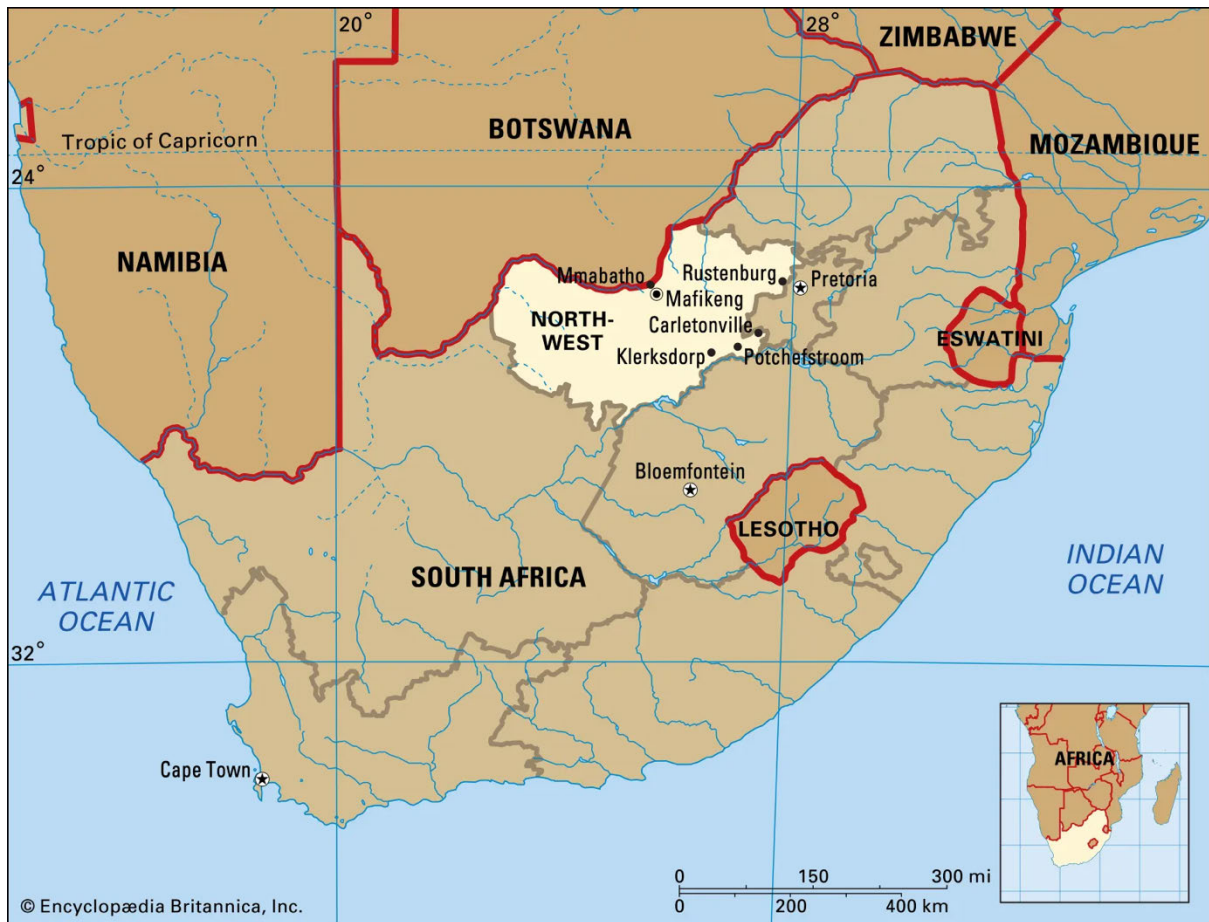 20°
28°
ZIMBABWE
BOTSWANA
MOZAMBIQUE
Tropic of Capricorn
24°
NAMIBIA
Mmabatho
Rustenburg
Pretoria
Mafikeng
NORTH-
WEST
Carletonville
ESWATINI
Klerksdorp
Potchefstroom
Bloemfontein
LESOTHO
SOUTH AFRICA
INDIAN
OCEAN
ATLANTIC
OCEAN
32°
AFRICA
Cape Town
0 150 300 mi
0 200 400 km
© Encyclopædia Britannica, Inc.